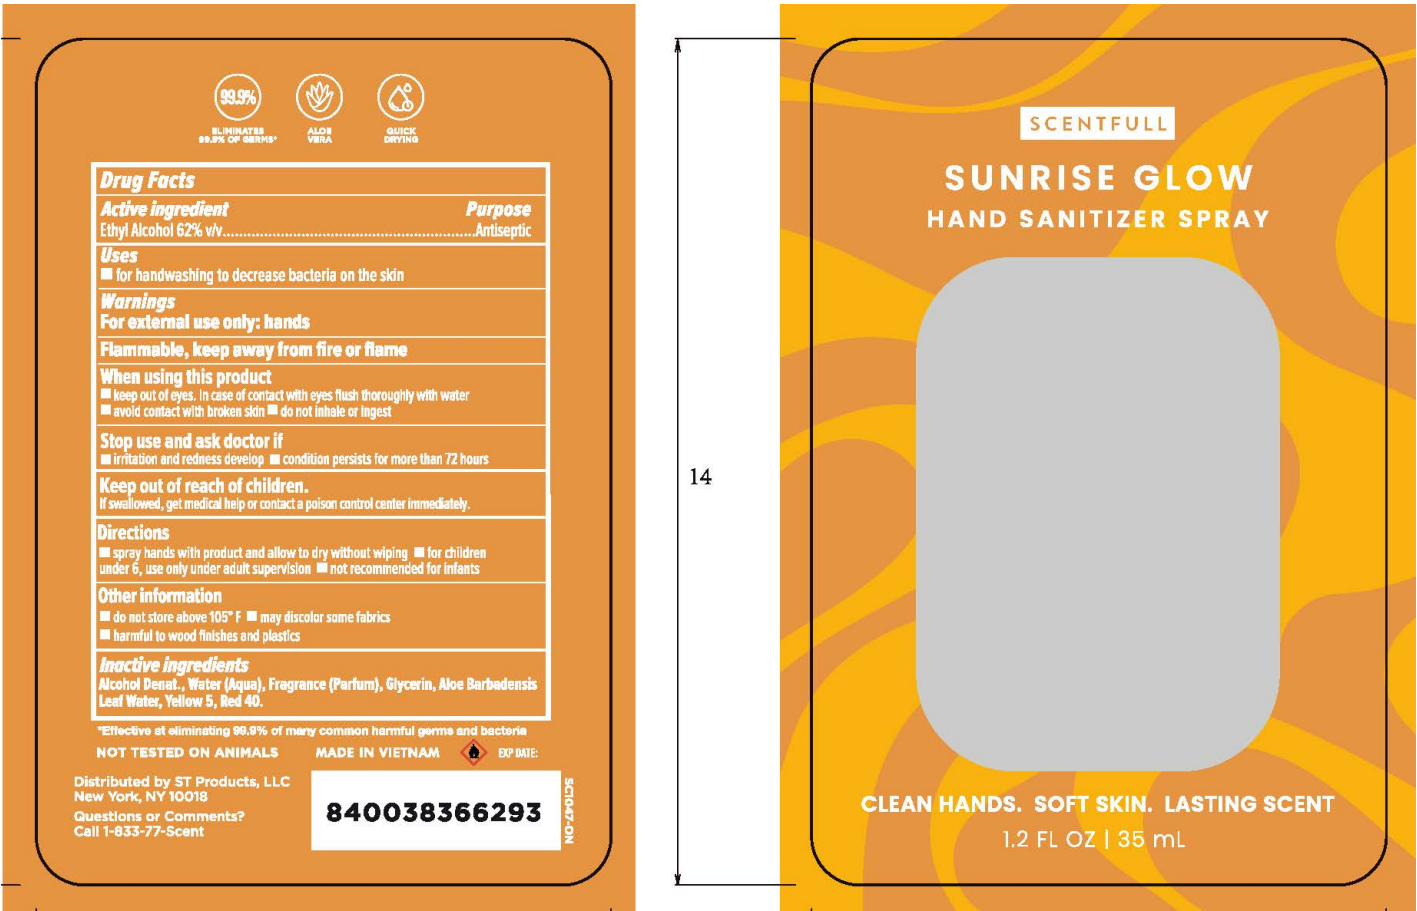 99.9%
ELIMINATES
99.9% OF GERMS*
ALOE
VERA
QUICK
DRYING
Drug Facts
Active ingredient Purpose
Ethyl Alcohol 62% v/v..............................................................Antiseptic
Uses
■ for handwashing to decrease bacteria on the skin
Warnings
For external use only: hands
Flammable, keep away from fire or flame
When using this product
■ keep out of eyes. In case of contact with eyes flush thoroughly with water
■ avoid contact with broken skin ■ do not inhale or ingest
Stop use and ask doctor if
■ irritation and redness develop ■ condition persists for more than 72 hours
Keep out of reach of children.
If swallowed, get medical help or contact a poison control center immediately.
Directions
■ spray hands with product and allow to dry without wiping ■ for children
under 6, use only under adult supervision ■ not recommended for infants
Other information
■ do not store above 105° F ■ may discolor some fabrics
■ harmful to wood finishes and plastics
Inactive ingredients
Alcohol Denat., Water (Aqua), Fragrance (Parfum), Glycerin, Aloe Barbadensis
Leaf Water, Yellow 5, Red 40.
*Effective at eliminating 99.9% of many common harmful germs and bacteria
NOT TESTED ON ANIMALS MADE IN VIETNAM EXP DATE:
Distributed by ST Products, LLC
New York, NY 10018
Questions or Comments?
Call 1-833-77-Scent
840038366293
SC1047-ON
14
SCENTFULL
SUNRISE GLOW
HAND SANITIZER SPRAY
CLEAN HANDS. SOFT SKIN. LASTING SCENT
1.2 FL OZ | 35 mL